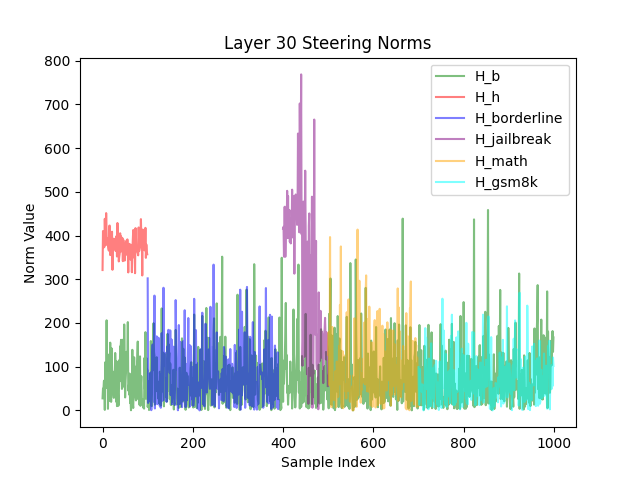 Layer 30 Steering Norms
800
700
600
500
400
300
200
100
0
Norm Value
H_b
H_h
H_borderline
H_jailbreak
H_math
H_gsm8k
0 200 400 600 800 1000
Sample Index